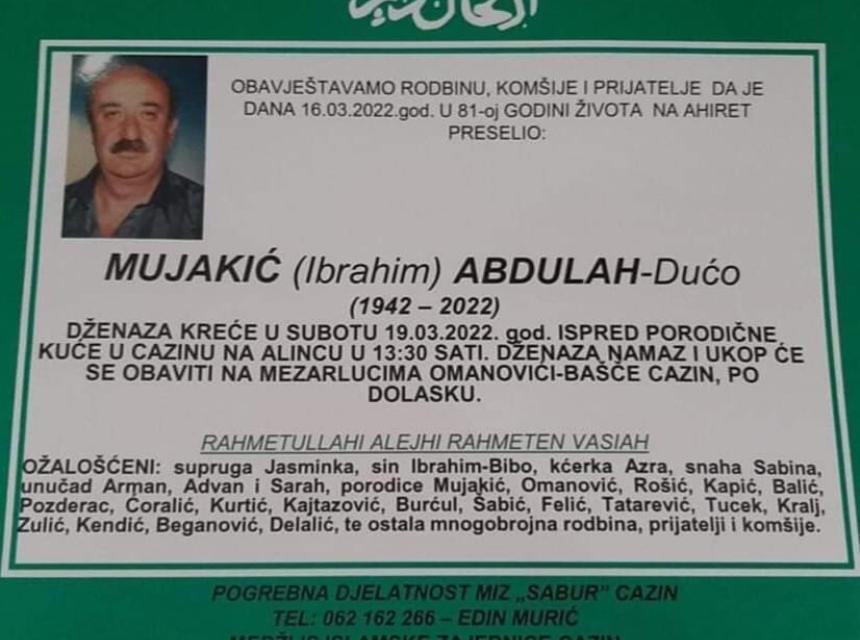 OBAVJEŠTAVAMO RODBINU, KOMŠIJE I PRIJATELJE DA JE
DANA 16.03.2022.god. U 81-oj GODINI ŽIVOTA NA AHIRET
PRESELIO:
MUJAKIĆ (Ibrahim) ABDULAH-Dućo
(1942 – 2022)
DŽENAZA KREĆE U SUBOTU 19.03.2022. god. ISPRED PORODIČNE
KUĆE U CAZINU NA ALINCU U 13:30 SATI. DŽENAZA NAMAZ I UKOP ĆE
SE OBAVITI NA MEZARLUCIMA OMANOVIĆI-BAŠČE CAZIN, PO
DOLASKU.
RAHMETULLAHI ALEJHI RAHMETEN VASIAH
OŽALOŠĆENI: supruga Jasminka, sin Ibrahim-Bibo, kćerka Azra, snaha Sabina,
unučad Arman, Advan i Sarah, porodice Mujakić, Omanović, Rošić, Kapić, Balić,
Pozderac, Ćoralić, Kurtić, Kajtazović, Burćul, Šabić, Felić, Tatarević, Tucek, Kralj,
Zulić, Kendić, Beganović, Delalić, te ostala mnogobrojna rodbina, prijatelji i komšije.
POGREBNA DJELATNOST MIZ „SABUR" CAZIN
TEL: 062 162 266 – EDIN MURIĆ